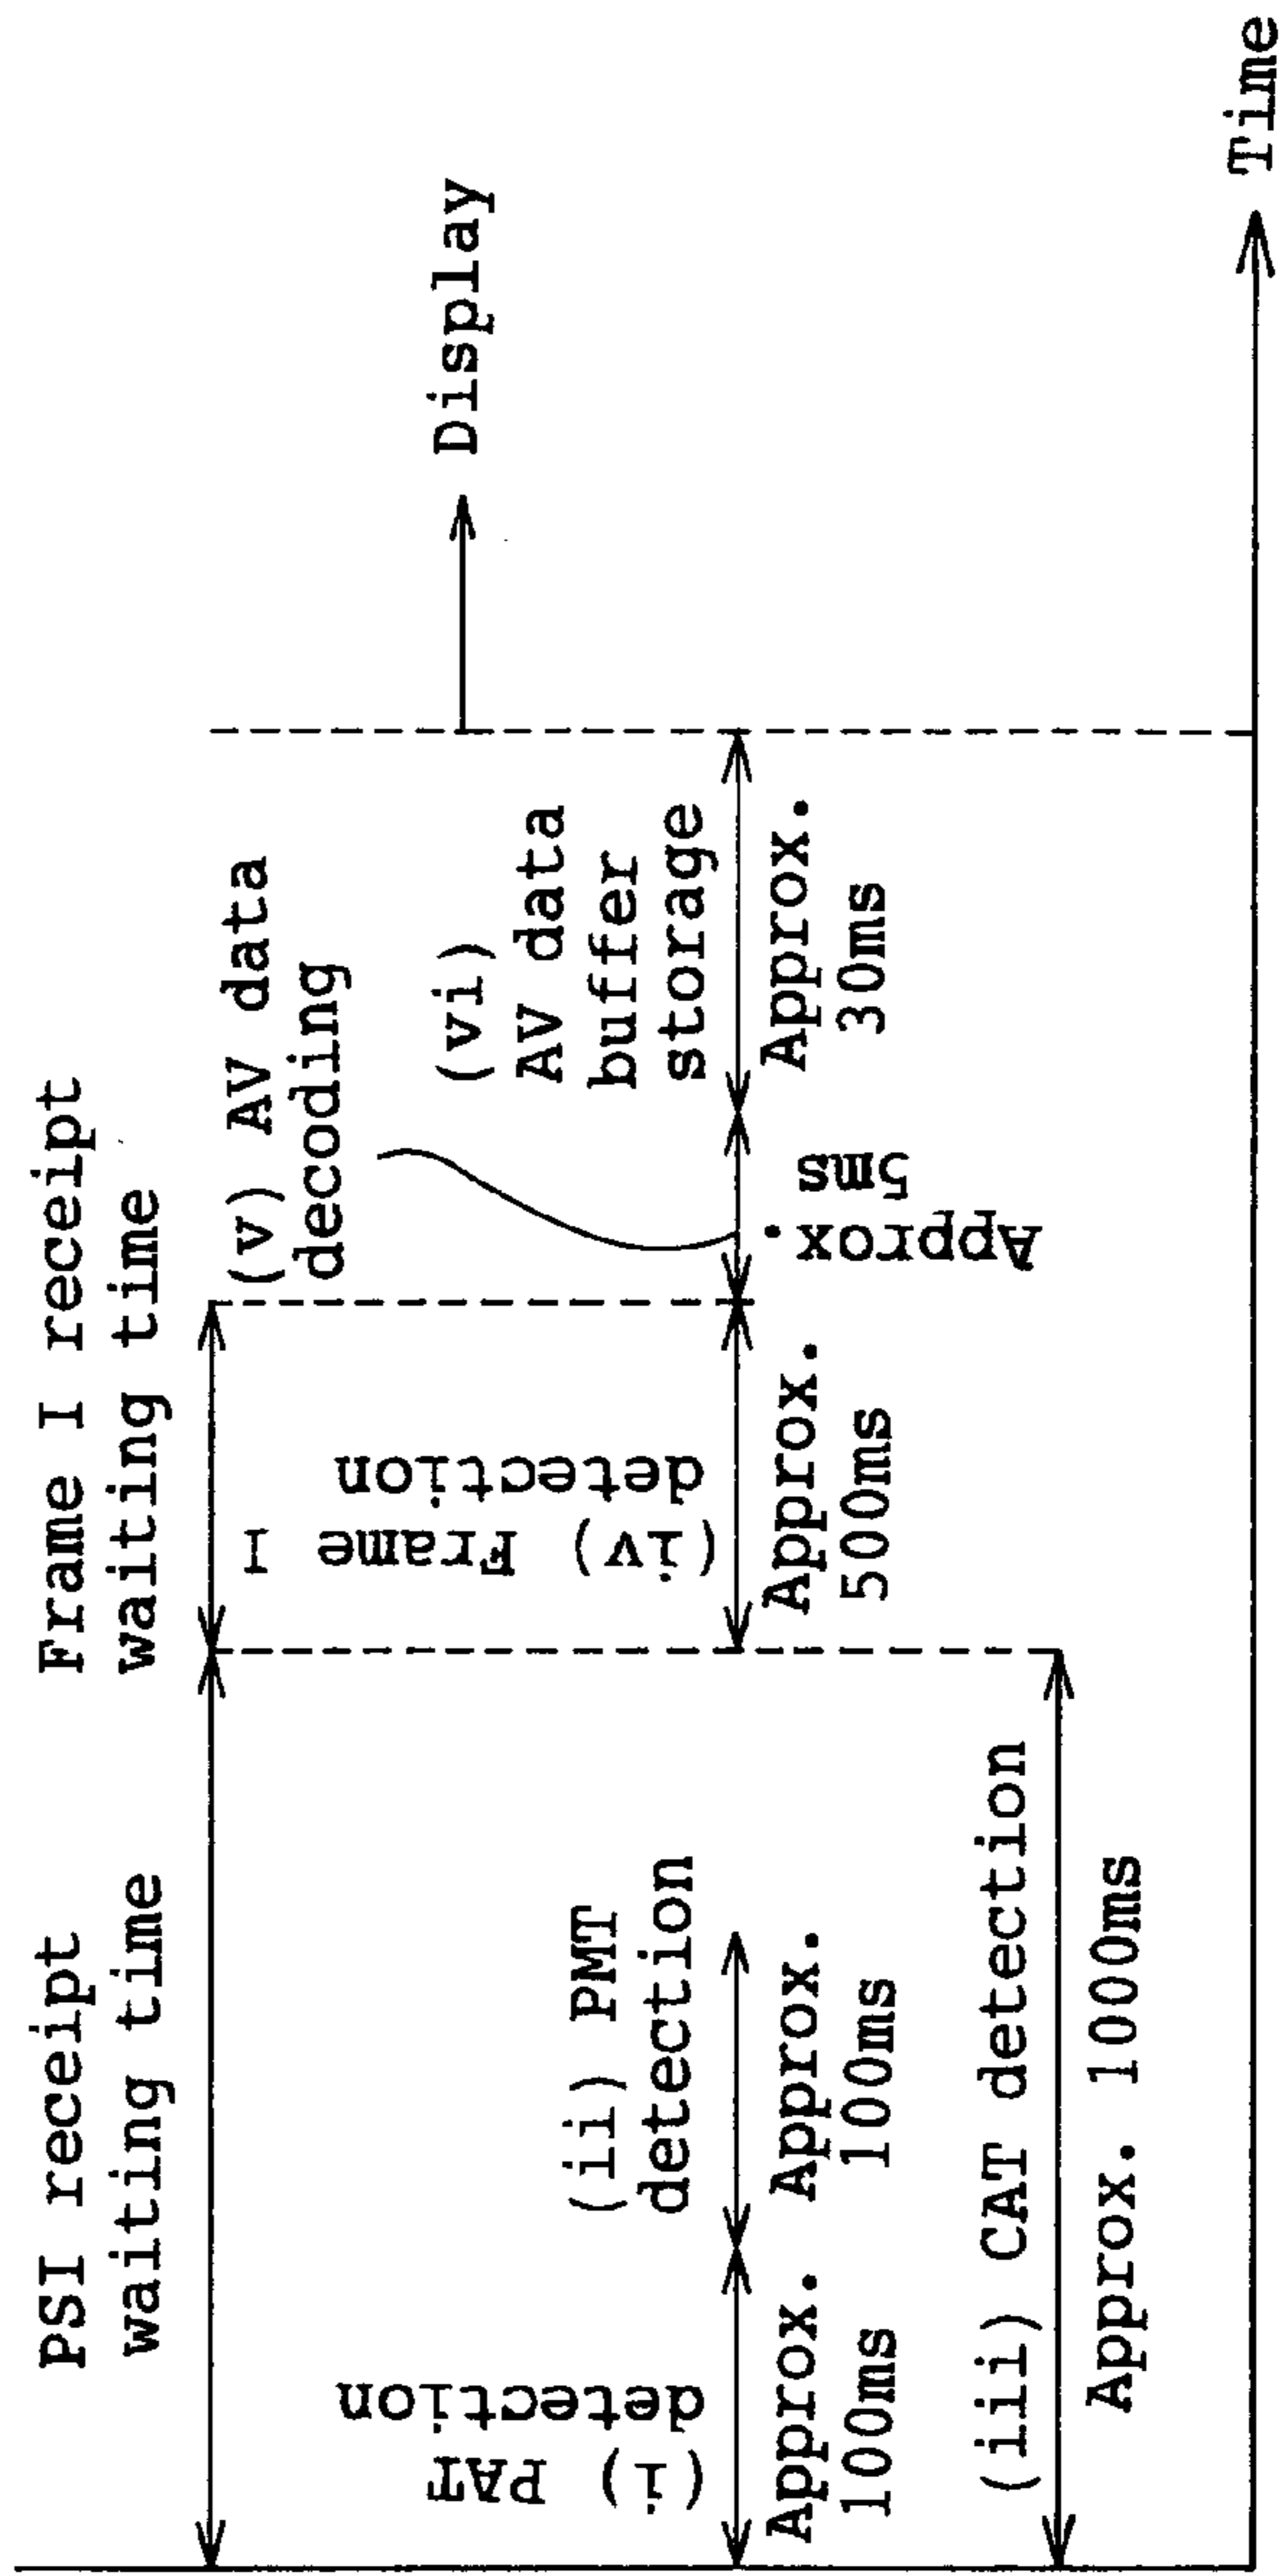 PSI receipt
waiting time
Frame I receipt
waiting time
(i) PAT
detection
Approx.
100ms
(ii) PMT
detection
Approx.
100ms
(iii) CAT detection
Approx. 1000ms
(iv) Frame I
detection
Approx.
500ms
(v) AV data
decoding
Approx.
5ms
(vi)
AV data
buffer
storage
Approx.
30ms
Display
Time